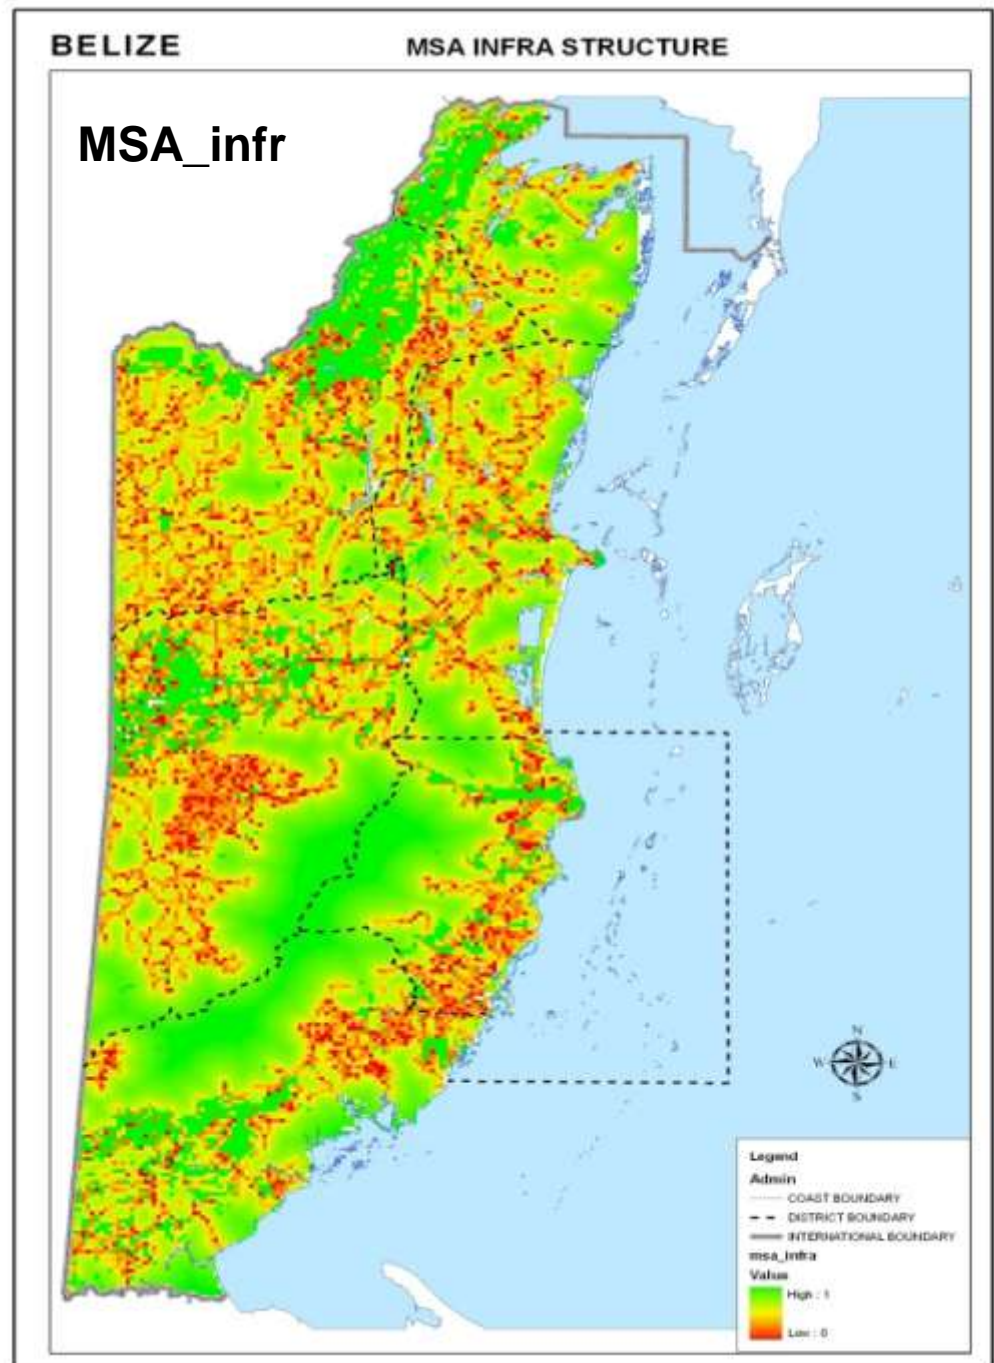 BELIZE
MSA INFRA STRUCTURE
MSA_infr
N
W
E
S
Legend
Admin
COAST BOUNDARY
DISTRICT BOUNDARY
INTERNATIONAL BOUNDARY
msa_infra
Value
High : 1
Low : 0